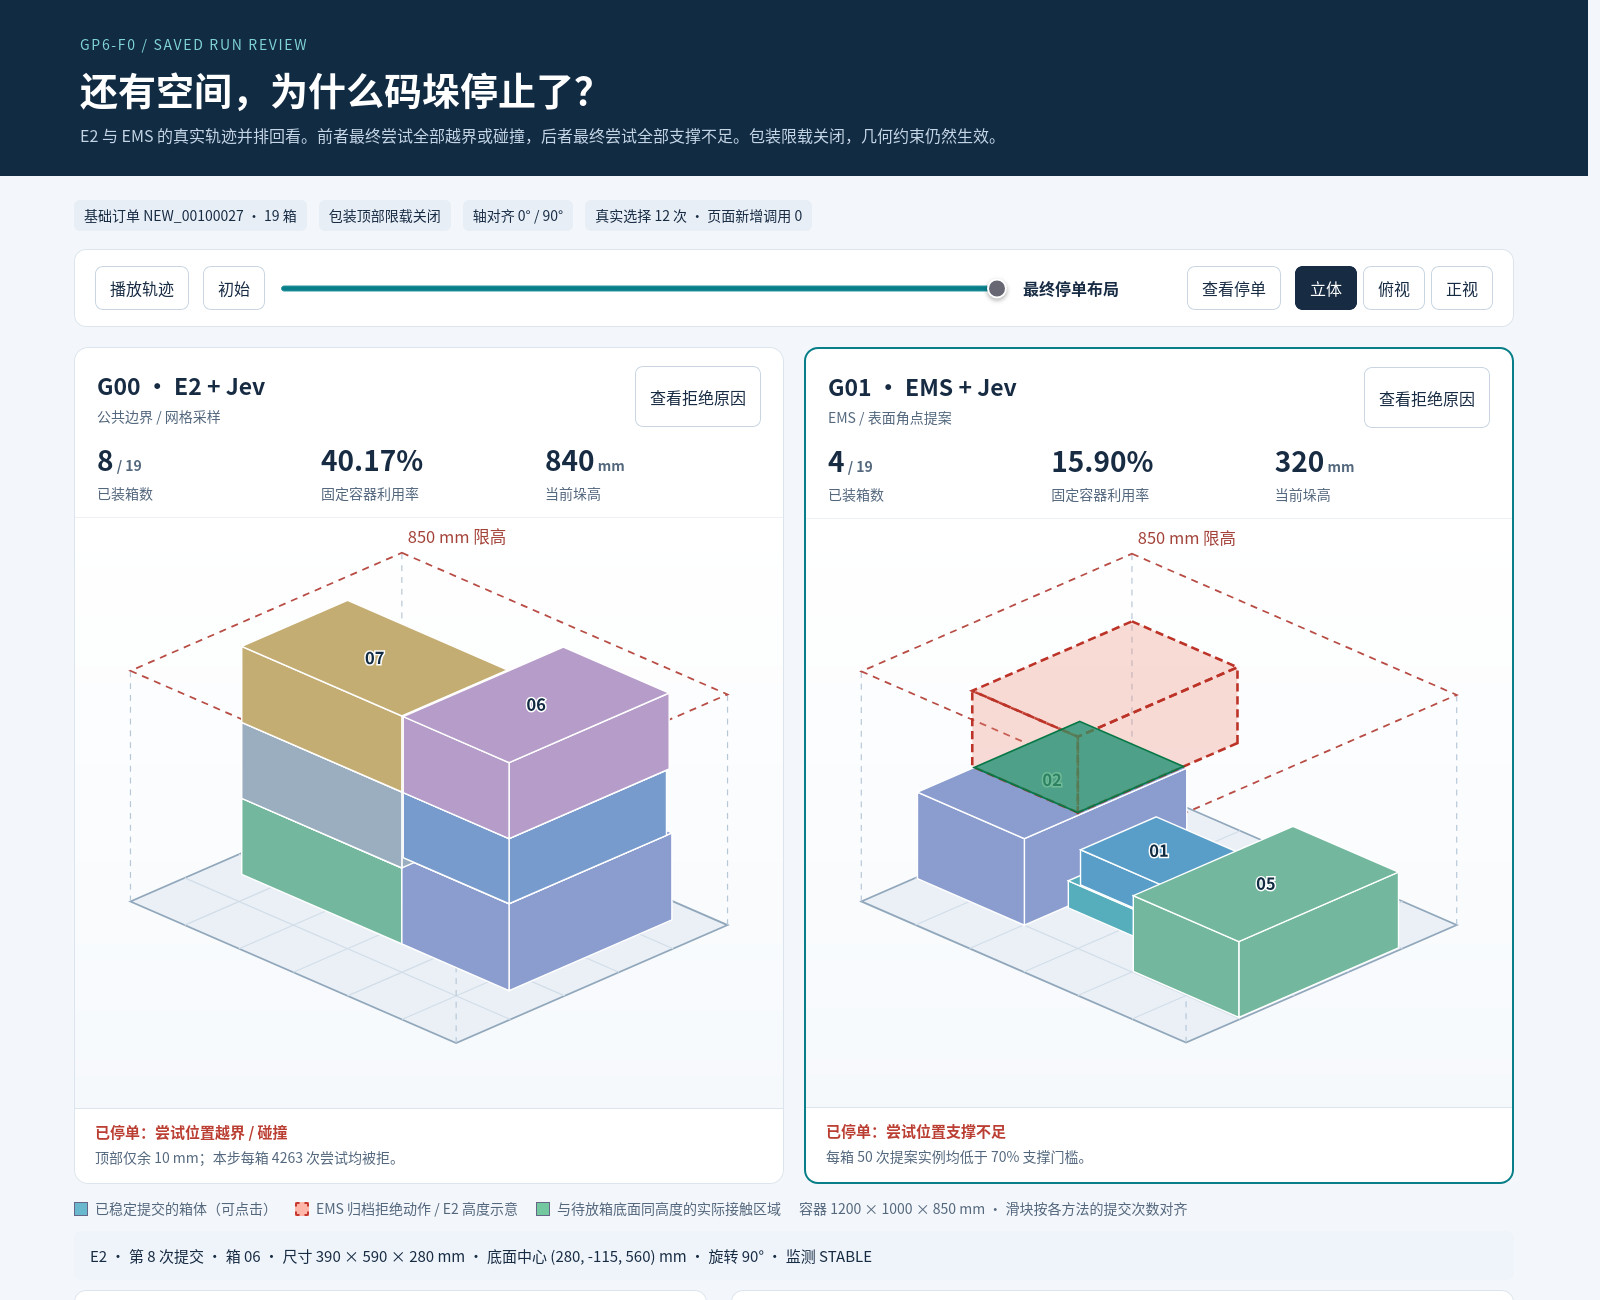 GP6-F0 / SAVED RUN REVIEW
还有空间，为什么码垛停止了？
E2 与 EMS 的真实轨迹并排回看。前者最终尝试全部越界或碰撞，后者最终尝试全部支撑不足。包装限载关闭，几何约束仍然生效。
基础订单 NEW_00100027 · 19 箱
包装顶部限载关闭
轴对齐 0° / 90°
真实选择 12 次 · 页面新增调用 0
播放轨迹
初始
最终停单布局
查看停单
立体
俯视
正视
G00 · E2 + Jev
公共边界 / 网格采样
查看拒绝原因
8 / 19
已装箱数
40.17%
固定容器利用率
840 mm
当前垛高
850 mm 限高
07
06
已停单：尝试位置越界 / 碰撞
顶部仅余 10 mm；本步每箱 4263 次尝试均被拒。
G01 · EMS + Jev
EMS / 表面角点提案
查看拒绝原因
4 / 19
已装箱数
15.90%
固定容器利用率
320 mm
当前垛高
850 mm 限高
02
01
05
已停单：尝试位置支撑不足
每箱 50 次提案实例均低于 70% 支撑门槛。
已稳定提交的箱体（可点击）
EMS 归档拒绝动作 / E2 高度示意
与待放箱底面同高度的实际接触区域
容器 1200 × 1000 × 850 mm · 滑块按各方法的提交次数对齐
E2 · 第 8 次提交 · 箱 06 · 尺寸 390 × 590 × 280 mm · 底面中心 (280, -115, 560) mm · 旋转 90° · 监测 STABLE